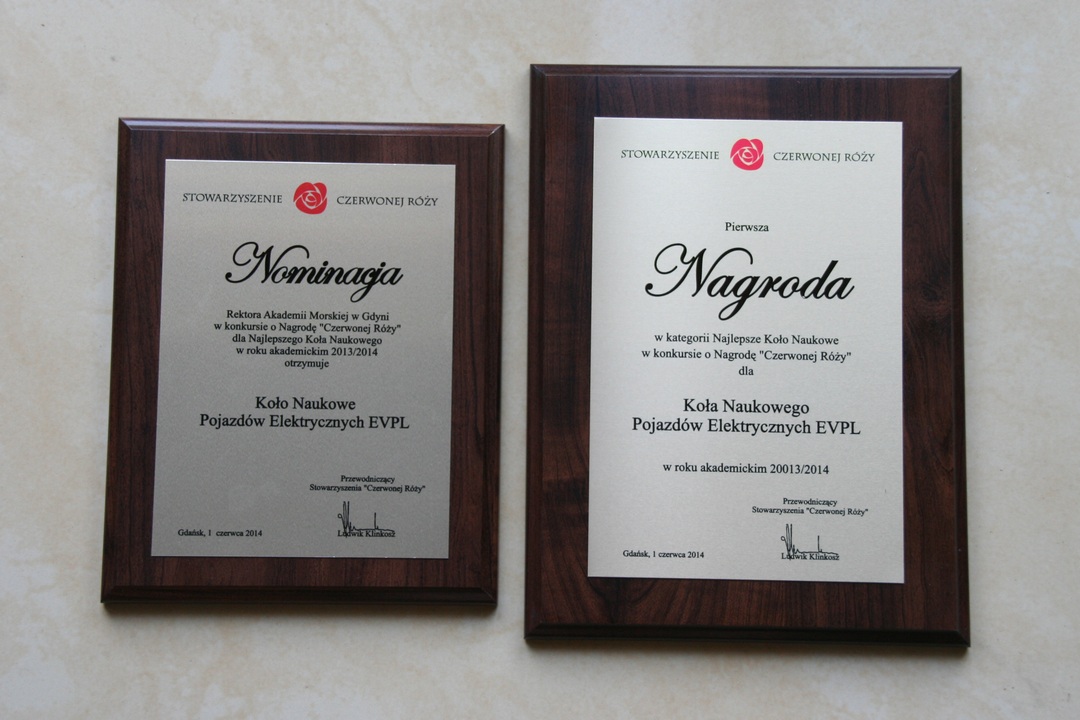 STOWARZYSZENIE CZERWONEJ RÓŻY
Nominacja
Rektora Akademii Morskiej w Gdyni
w konkursie o Nagrodę "Czerwonej Róży"
dla Najlepszego Koła Naukowego
w roku akademickim 2013/2014
otrzymuje
Koło Naukowe
Pojazdów Elektrycznych EVPL
Przewodniczący
Stowarzyszenia "Czerwonej Róży"
Ludwik Klinkosz
Gdańsk, 1 czerwca 2014
STOWARZYSZENIE CZERWONEJ RÓŻY
Pierwsza
Nagroda
w kategorii Najlepsze Koło Naukowe
w konkursie o Nagrodę "Czerwonej Róży"
dla
Koła Naukowego
Pojazdów Elektrycznych EVPL
w roku akademickim 20013/2014
Przewodniczący
Stowarzyszenia "Czerwonej Róży"
Ludwik Klinkosz
Gdańsk, 1 czerwca 2014